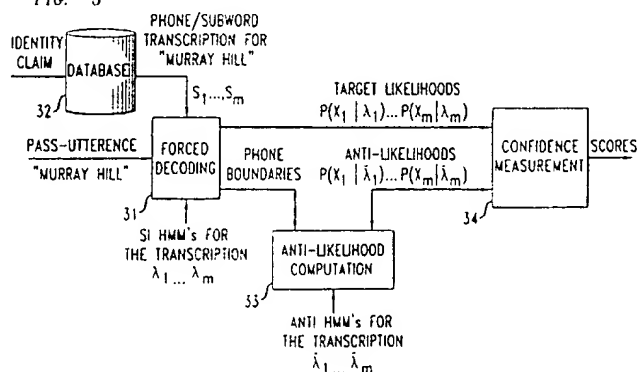 FIG. 3
IDENTITY
CLAIM
DATABASE
32
PHONE/SUBWORD
TRANSCRIPTION FOR
"MURRAY HILL"
S1...,Sm
PASS-UTTERENCE
"MURRAY HILL"
FORCED
DECODING
31
SI HMM's FOR
THE TRANSCRIPTION
λ1... λm
PHONE
BOUNDARIES
TARGET LIKELIHOODS
P(X1 | λ1)... P(Xm | λm)
ANTI-LIKELIHOODS
P(X1 | λ̄1)... P(Xm | λ̄m)
CONFIDENCE
MEASUREMENT
34
SCORES
ANTI-LIKELIHOOD
COMPUTATION
33
ANTI HMM's FOR
THE TRANSCRIPTION
λ̄1... λ̄m